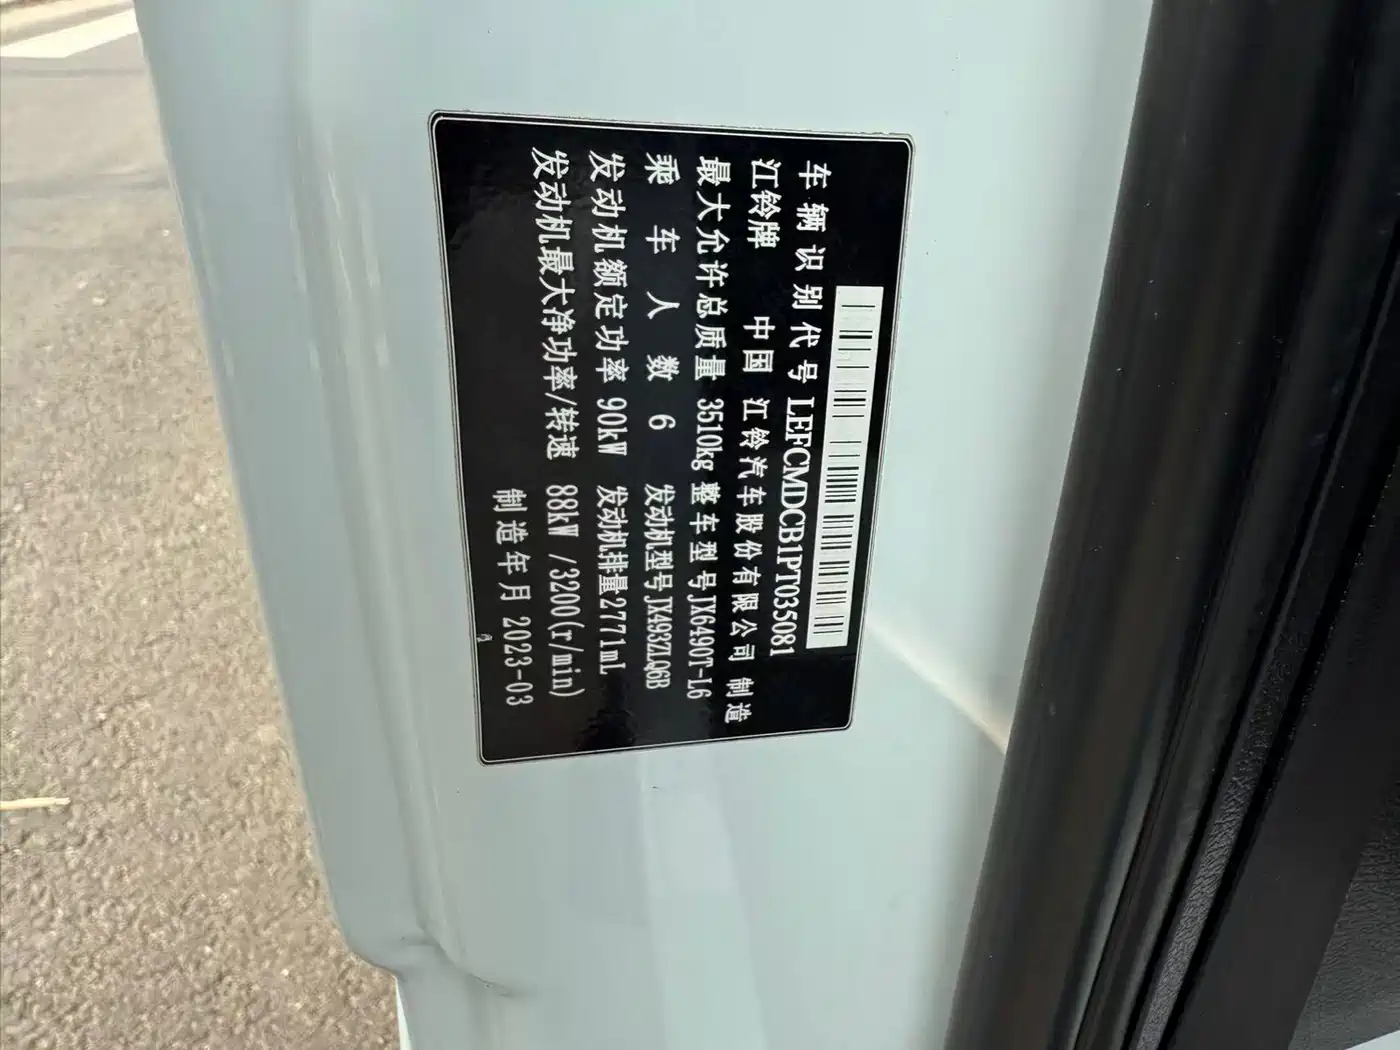 车辆识别代号 LEFCMDCB1PT035081
江铃牌 中国 江铃汽车股份有限公司 制造
最大允许总质量 3510kg 整车型号 JX6490T-L6
乘车人数 6 发动机型号 JX493ZLQ6B
发动机额定功率 90kW 发动机排量 2771mL
发动机最大净功率/转速 88kW /3200(r/min)
制造年月 2023-03